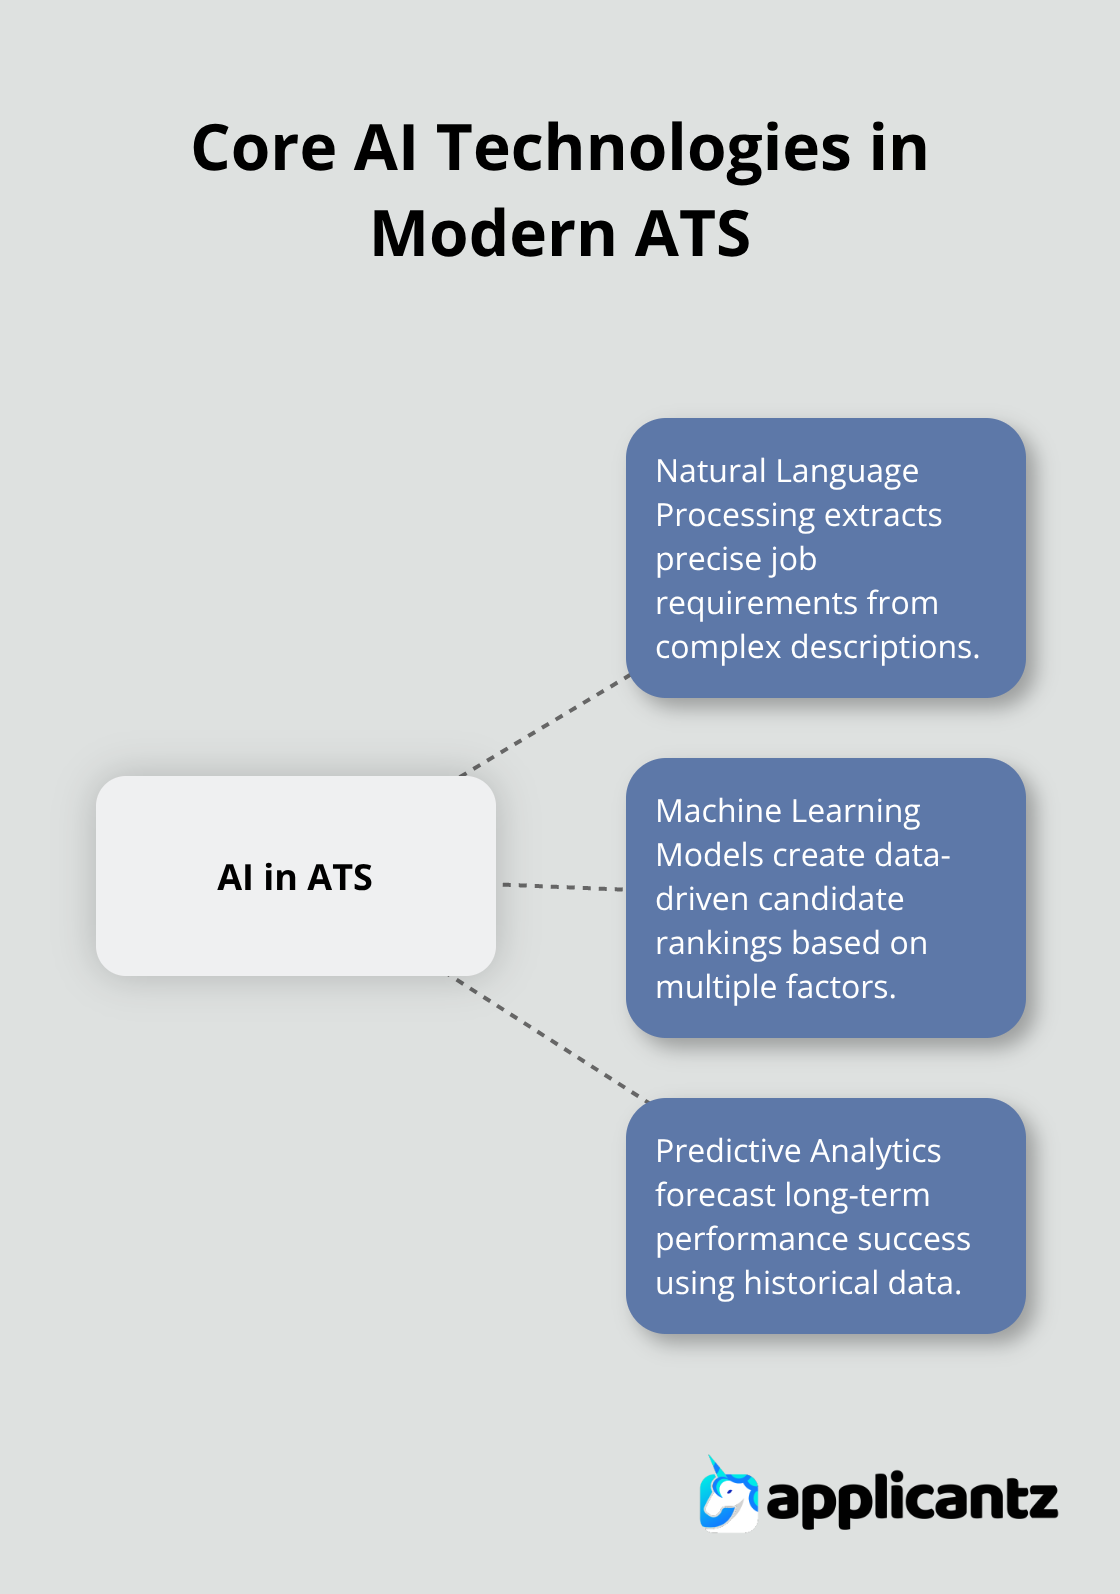 Core AI Technologies in
Modern ATS
Natural Language
Processing extracts
precise job
requirements from
complex descriptions.
AI in ATS
Machine Learning
Models create data-
driven candidate
rankings based on
multiple factors.
Predictive Analytics
forecast long-term
performance success
using historical data.
applicantz